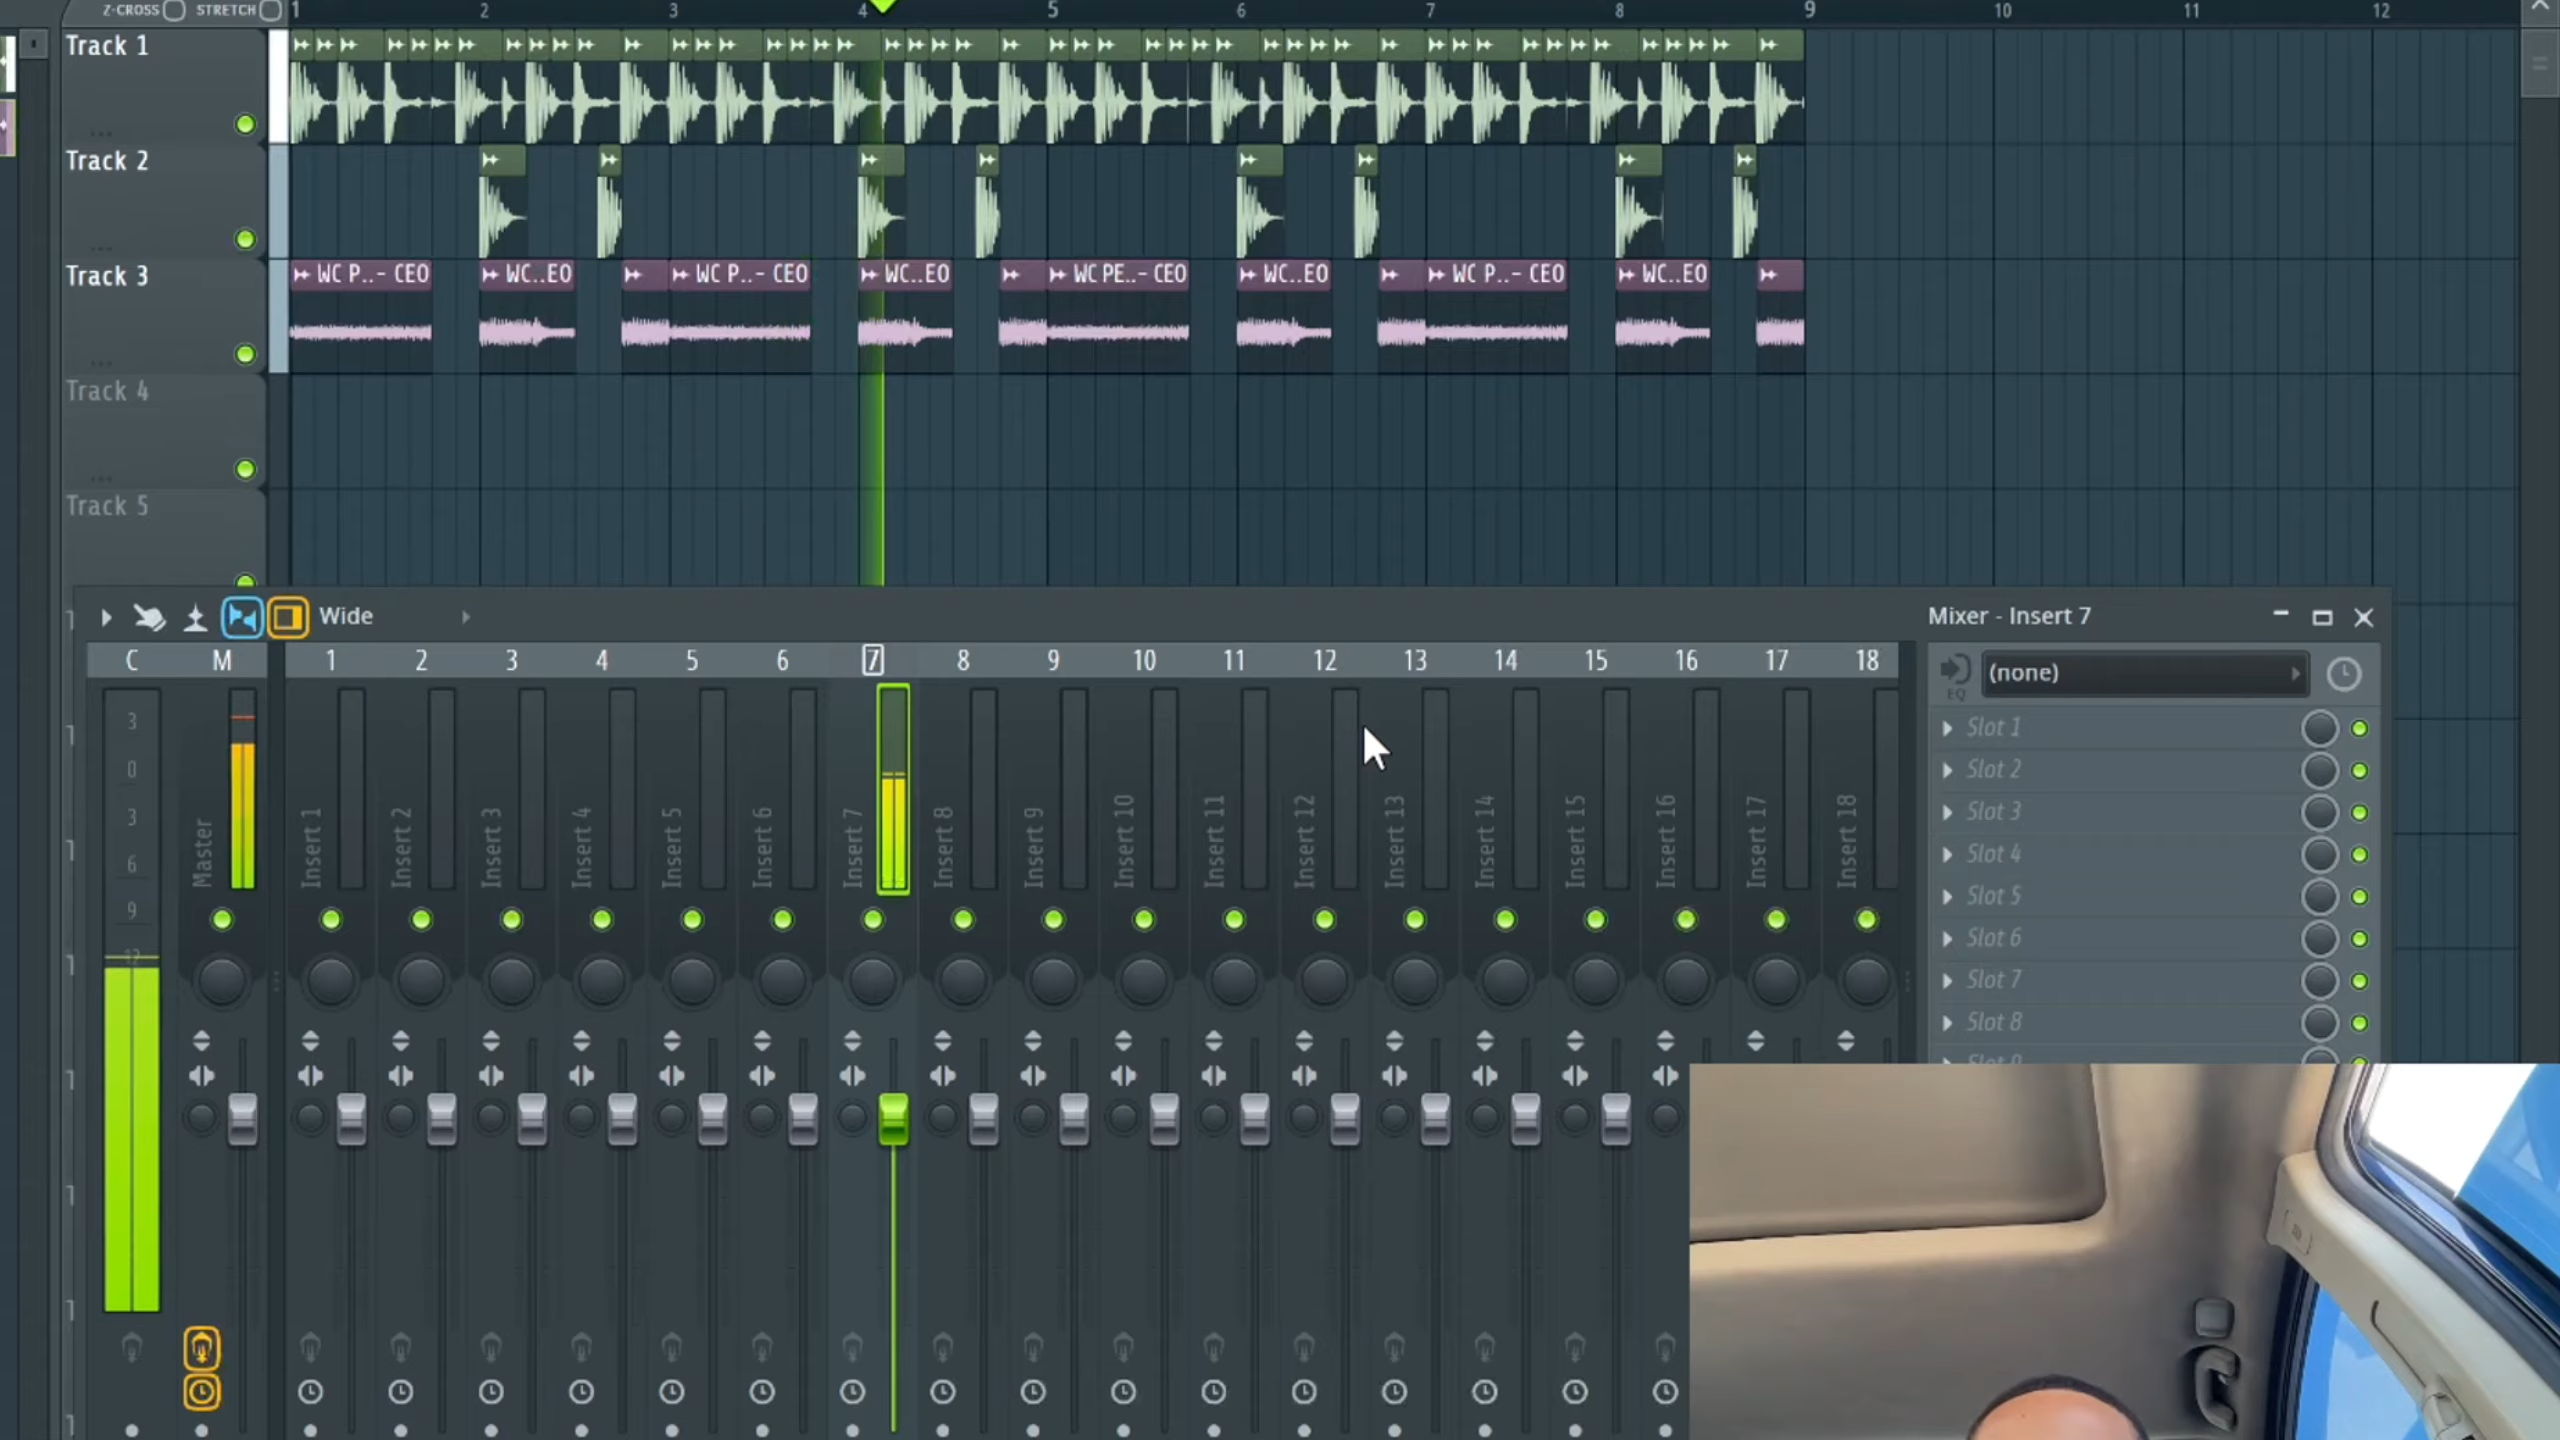 Z-CROSS STRETCH 1 2 3 4 5 6 7 8 9 10 11 12
Track 1
Track 2
Track 3
WC P..- CEO WC..EO WC P..- CEO WC..EO WC PE..- CEO WC..EO WC P..- CEO WC..EO
Track 4
Track 5
Wide
Mixer - Insert 7
C M 1 2 3 4 5 6 7 8 9 10 11 12 13 14 15 16 17 18
(none)
EQ
3
0
3
6
9
12
Master
Insert 1
Insert 2
Insert 3
Insert 4
Insert 5
Insert 6
Insert 7
Insert 8
Insert 9
Insert 10
Insert 11
Insert 12
Insert 13
Insert 14
Insert 15
Insert 16
Insert 17
Insert 18
Slot 1
Slot 2
Slot 3
Slot 4
Slot 5
Slot 6
Slot 7
Slot 8